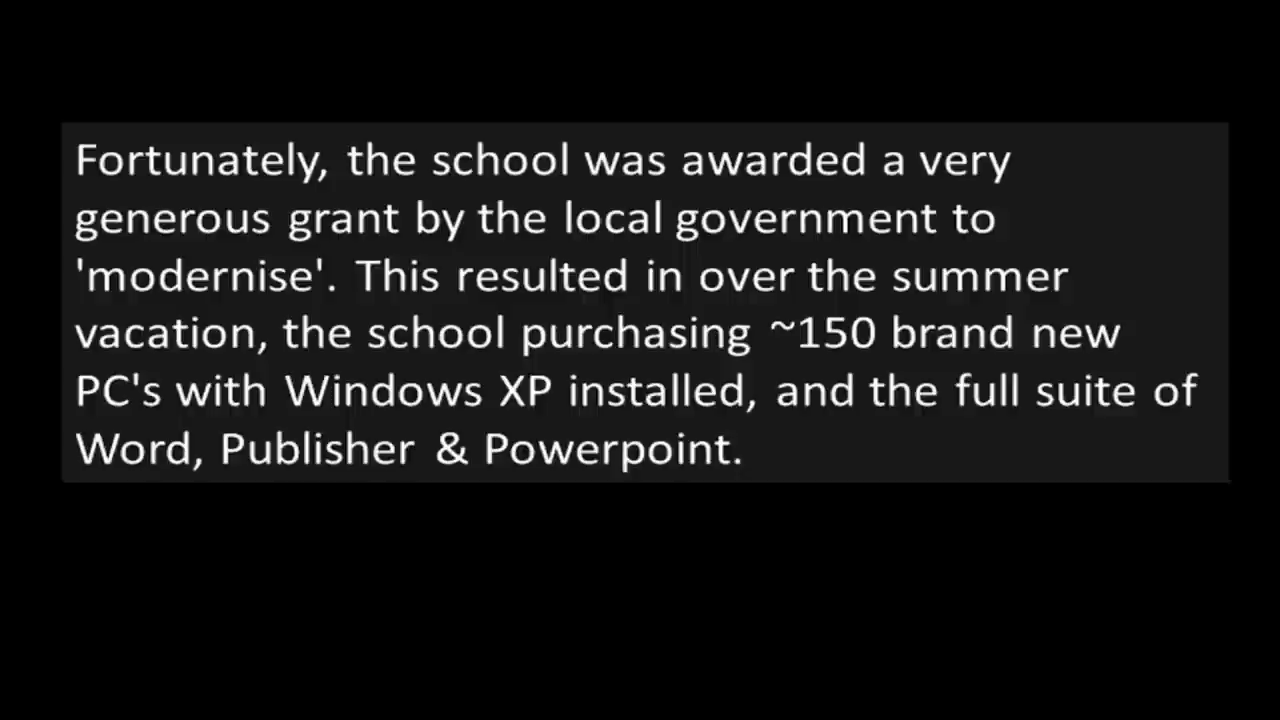 Fortunately, the school was awarded a very
generous grant by the local government to
'modernise'. This resulted in over the summer
vacation, the school purchasing ~150 brand new
PC's with Windows XP installed, and the full suite of
Word, Publisher & Powerpoint.